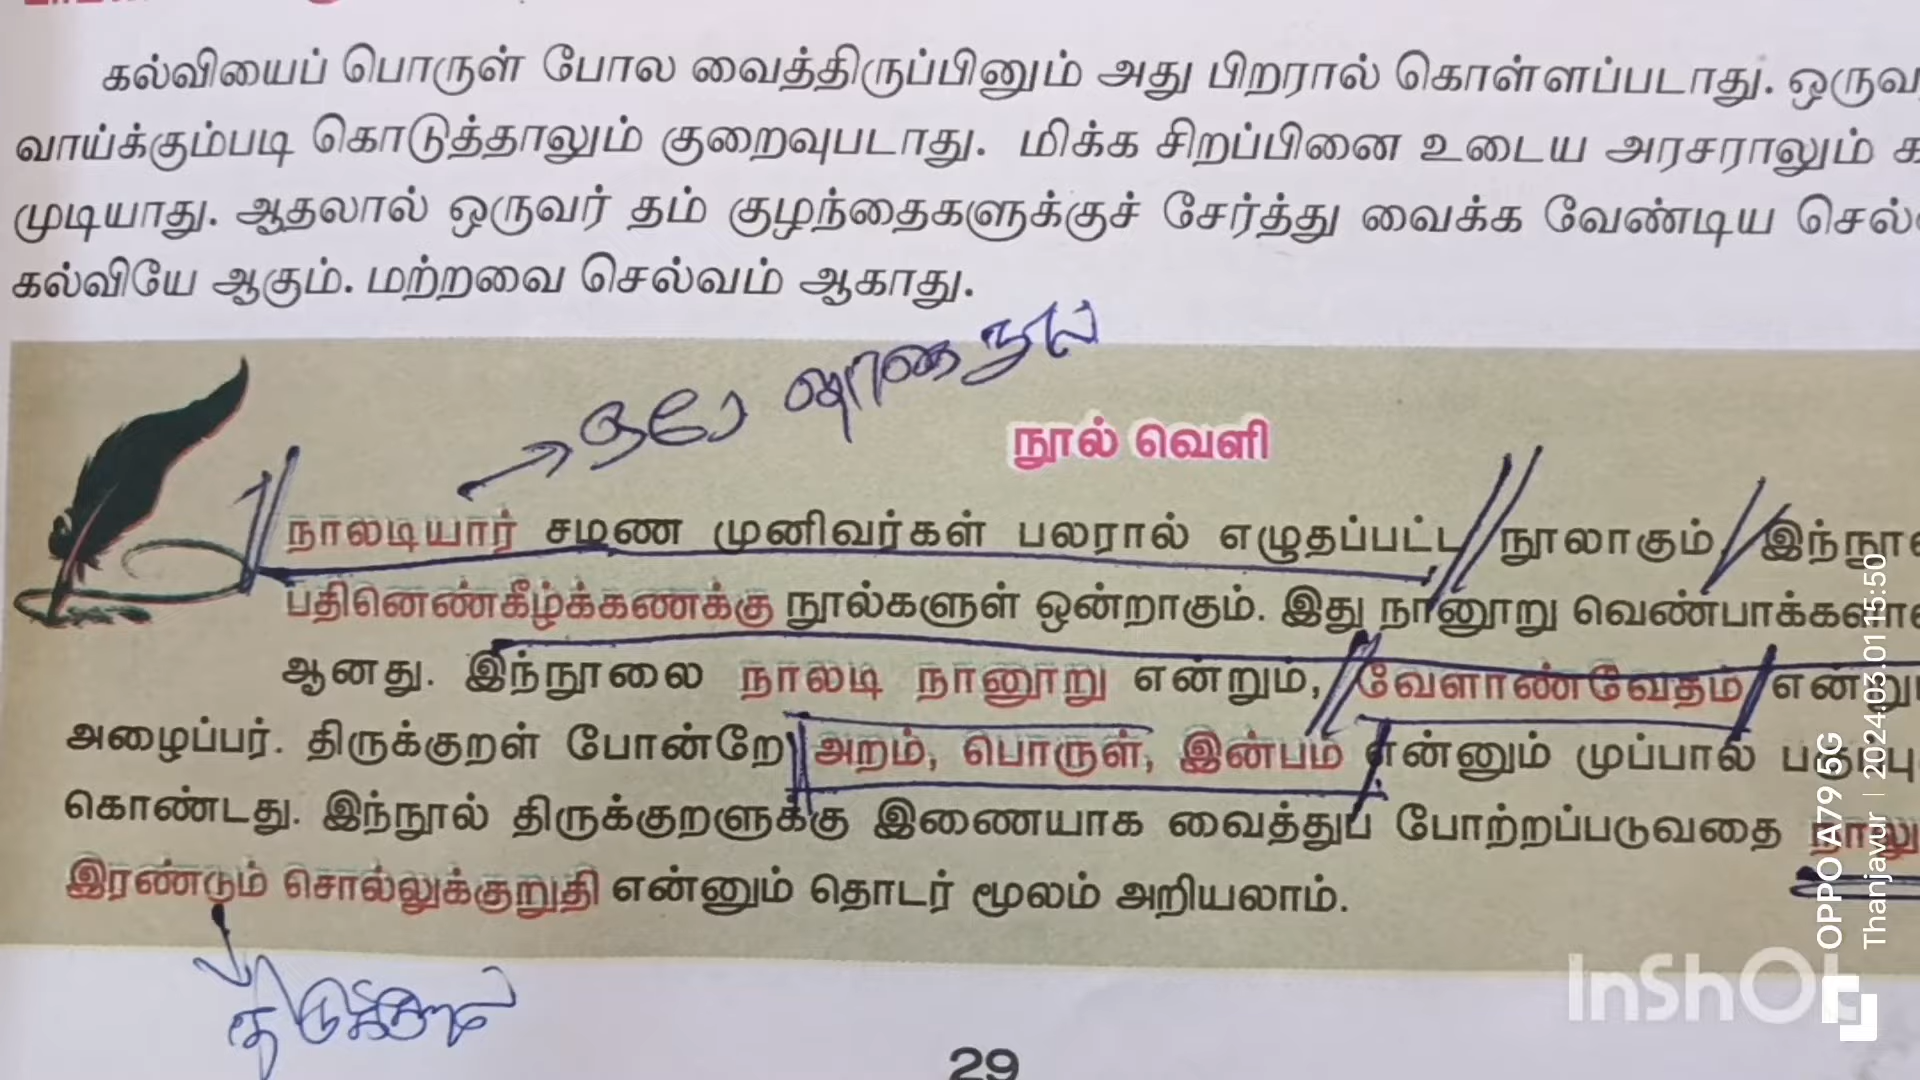 கல்வியைப் பொருள் போல வைத்திருப்பினும் அது பிறரால் கொள்ளப்படாது. ஒருவ
வாய்க்கும்படி கொடுத்தாலும் குறைவுபடாது. மிக்க சிறப்பினை உடைய அரசராலும் க
முடியாது. ஆதலால் ஒருவர் தம் குழந்தைகளுக்குச் சேர்த்து வைக்க வேண்டிய செல்
கல்வியே ஆகும். மற்றவை செல்வம் ஆகாது.
நூல்
நூல் வெளி
நாலடியார் சமண முனிவர்கள் பலரால் எழுதப்பட்ட நூலாகும். இந்நூ
பதினெண்கீழ்க்கணக்கு நூல்களுள் ஒன்றாகும். இது நானூறு வெண்பாக்களா
ஆனது. இந்நூலை நாலடி நானூறு என்றும், வேளாண்வேதம் என்று
அழைப்பர். திருக்குறள் போன்றே அறம், பொருள், இன்பம் என்னும் முப்பால் பகுப்பு
கொண்டது. இந்நூல் திருக்குறளுக்கு இணையாக வைத்துப் போற்றப்படுவதை நாலு
இரண்டும் சொல்லுக்குறுதி என்னும் தொடர் மூலம் அறியலாம்.
திருக்குறள்
29
InShOt
OPPO A79 5G
Thanjavur | 2024.03.01 15:50